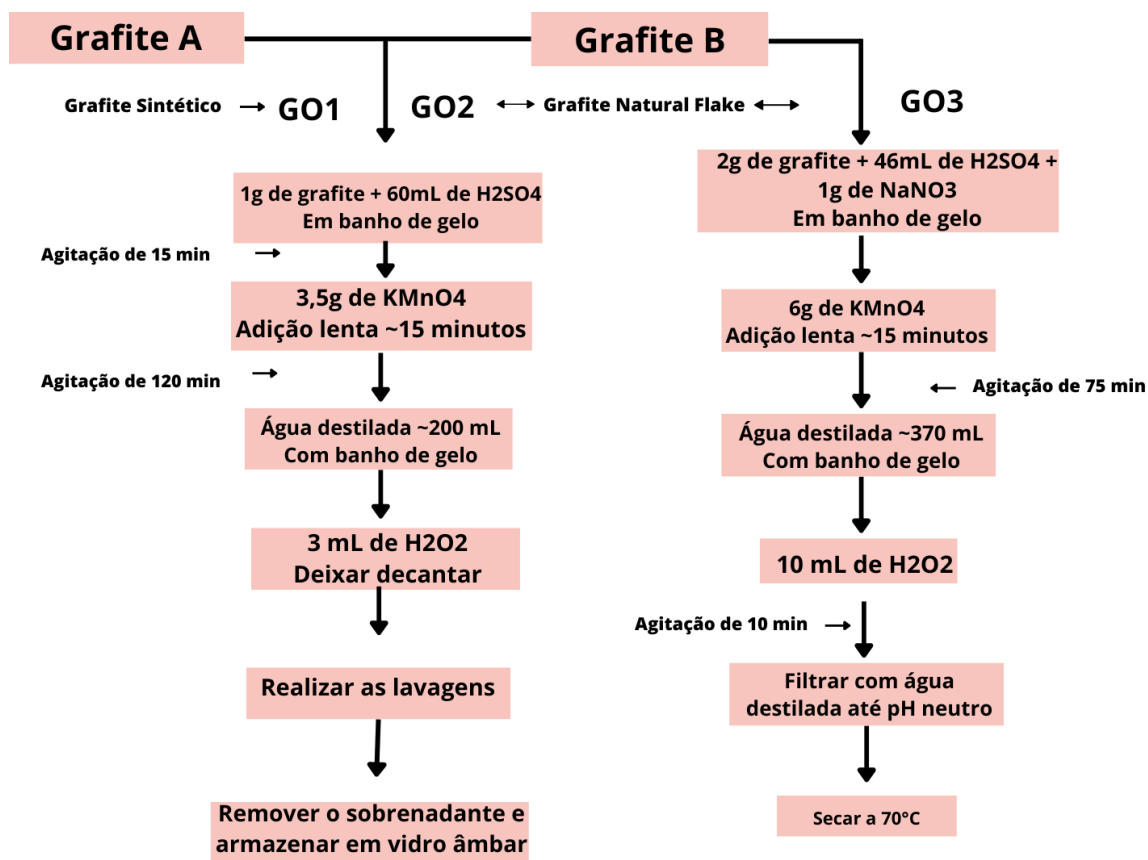 Grafite A
Grafite B
Grafite Sintético
GO1
GO2
Grafite Natural Flake
GO3
1g de grafite + 60mL de H2SO4
Em banho de gelo
Agitação de 15 min
3,5g de KMnO4
Adição lenta ~15 minutos
Agitação de 120 min
Água destilada ~200 mL
Com banho de gelo
3 mL de H2O2
Deixar decantar
Realizar as lavagens
Remover o sobrenadante e
armazenar em vidro âmbar
2g de grafite + 46mL de H2SO4 +
1g de NaNO3
Em banho de gelo
6g de KMnO4
Adição lenta ~15 minutos
Agitação de 75 min
Água destilada ~370 mL
Com banho de gelo
10 mL de H2O2
Agitação de 10 min
Filtrar com água
destilada até pH neutro
Secar a 70°C